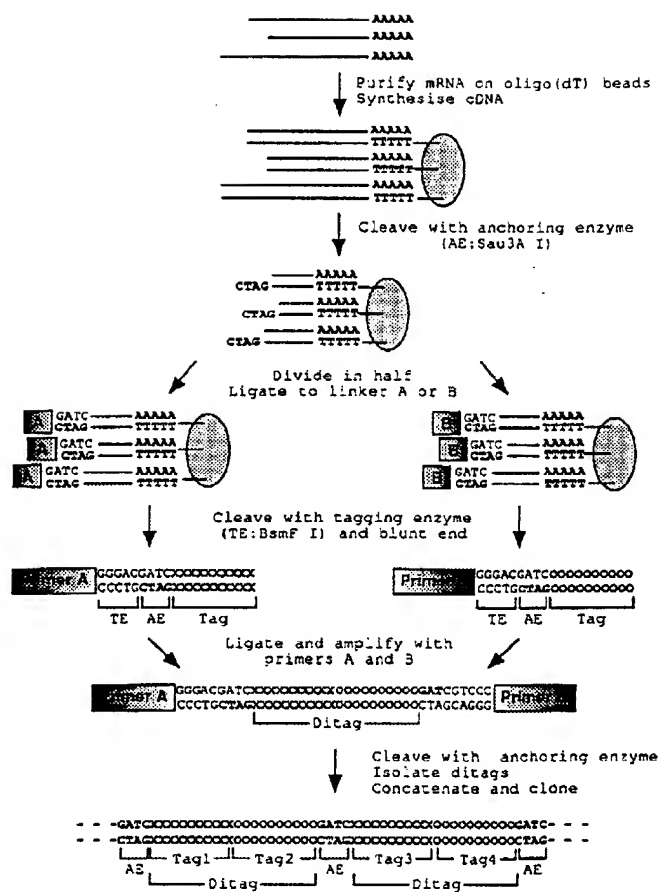 AAAAA
AAAAA
AAAAA
Purify mRNA on oligo(dT) beads
Synthesise cDNA
AAAAA
TTTTT
AAAAA
TTTTT
AAAAA
TTTTT
Cleave with anchoring enzyme
(AE:Sau3A I)
AAAAA
CTAG TTTTT
AAAAA
CTAG TTTTT
AAAAA
CTAG TTTTT
Divide in half
Ligate to linker A or B
A GATC AAAAA
CTAG TTTTT
A GATC AAAAA
CTAG TTTTT
A GATC AAAAA
CTAG TTTTT
B GATC AAAAA
CTAG TTTTT
B GATC AAAAA
CTAG TTTTT
B GATC AAAAA
CTAG TTTTT
Cleave with tagging enzyme
(TE:BsmF I) and blunt end
Primer A GGGACGATCXXXXXXXXXX
CCCTGCTAGXXXXXXXXXX
TE AE Tag
Primer GGGACGATCOOOOOOOOOO
CCCTGCTAGOOOOOOOOOO
TE AE Tag
Ligate and amplify with
primers A and B
Primer A GGGACGATCXXXXXXXXXXOOOOOOOOOOGATCGTCCC Primer
CCCTGCTAGXXXXXXXXXXOOOOOOOOOOCTAGCAGGG
Ditag
Cleave with anchoring enzyme
Isolate ditags
Concatenate and clone
- - -GATCXXXXXXXXXXOOOOOOOOOOGATCXXXXXXXXXXOOOOOOOOOOGATC- - -
- - -CTAGXXXXXXXXXXOOOOOOOOOOCTAGXXXXXXXXXXOOOOOOOOOOCTAG- - -
AE Tag1 Tag2 AE Tag3 Tag4 AE
Ditag Ditag